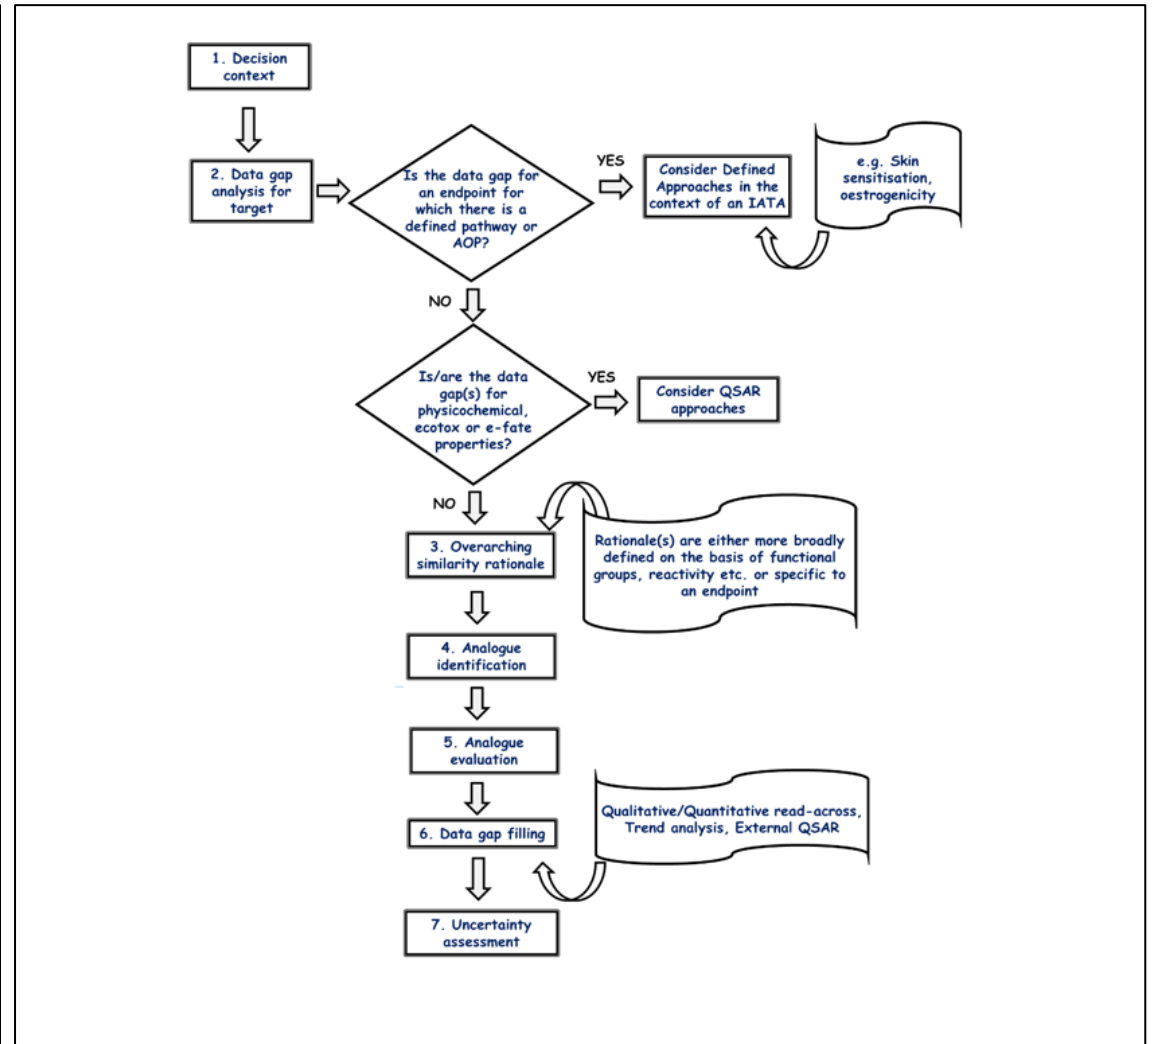 1. Decision
context
2. Data gap
analysis for
target
Is the data gap for
an endpoint for
which there is a
defined pathway or
AOP?
YES
Consider Defined
Approaches in the
context of an IATA
e.g. Skin
sensitisation,
oestrogenicity
NO
Is/are the data
gap(s) for
physicochemical,
ecotox or e-fate
properties?
YES
Consider QSAR
approaches
NO
3. Overarching
similarity rationale
Rationale(s) are either more broadly
defined on the basis of functional
groups, reactivity etc. or specific to
an endpoint
4. Analogue
identification
5. Analogue
evaluation
6. Data gap filling
Qualitative/Quantitative read-across,
Trend analysis, External QSAR
7. Uncertainty
assessment